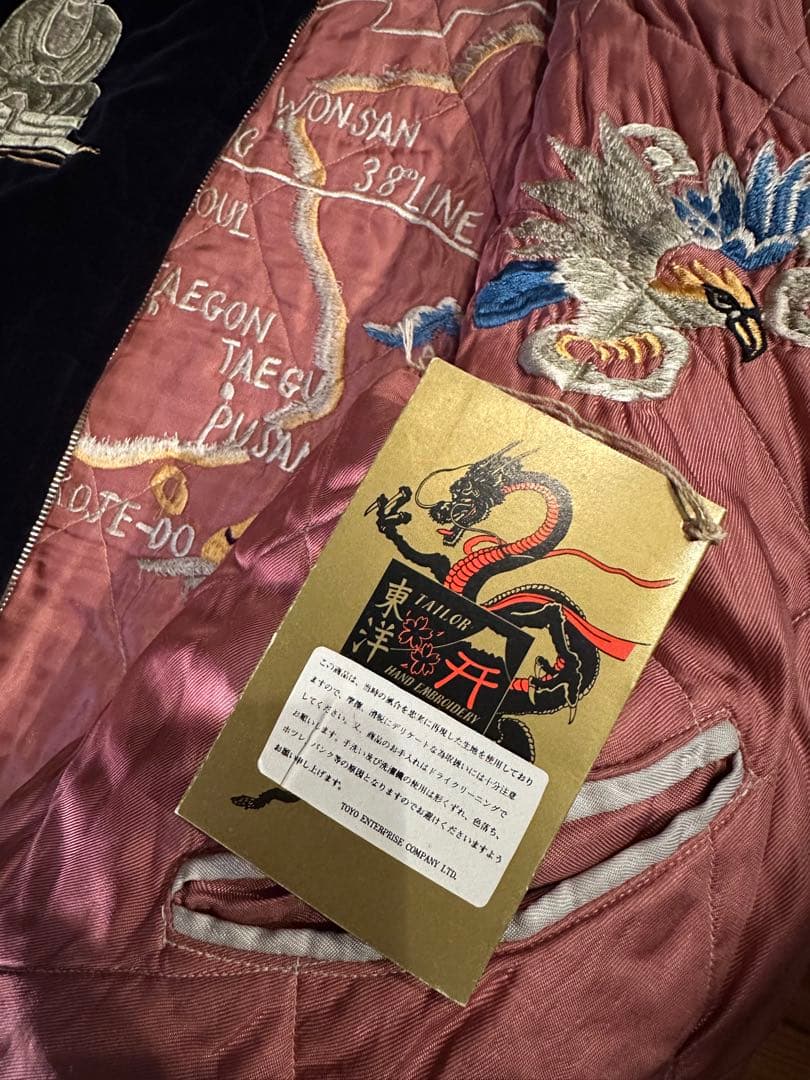 WONSAN
38° LINE
OUL
AEGON
TAEGU
PUSAN
KOJE-DO
TAILOR
東洋
HAND EMBROIDERY
この商品は、当時の風合を忠実に再現した生地を使用しており
ますので、摩擦、消耗にデリケートな為取扱いには十分注意
してください。又、商品のお手入れはドライクリーニングで
お願いします。手洗い及び洗濯機の使用は形くずれ、色落ち、
ホツレ、パンク等の原因となりますのでお避けくださいますよう
お願い申し上げます。
TOYO ENTERPRISE COMPANY LTD.